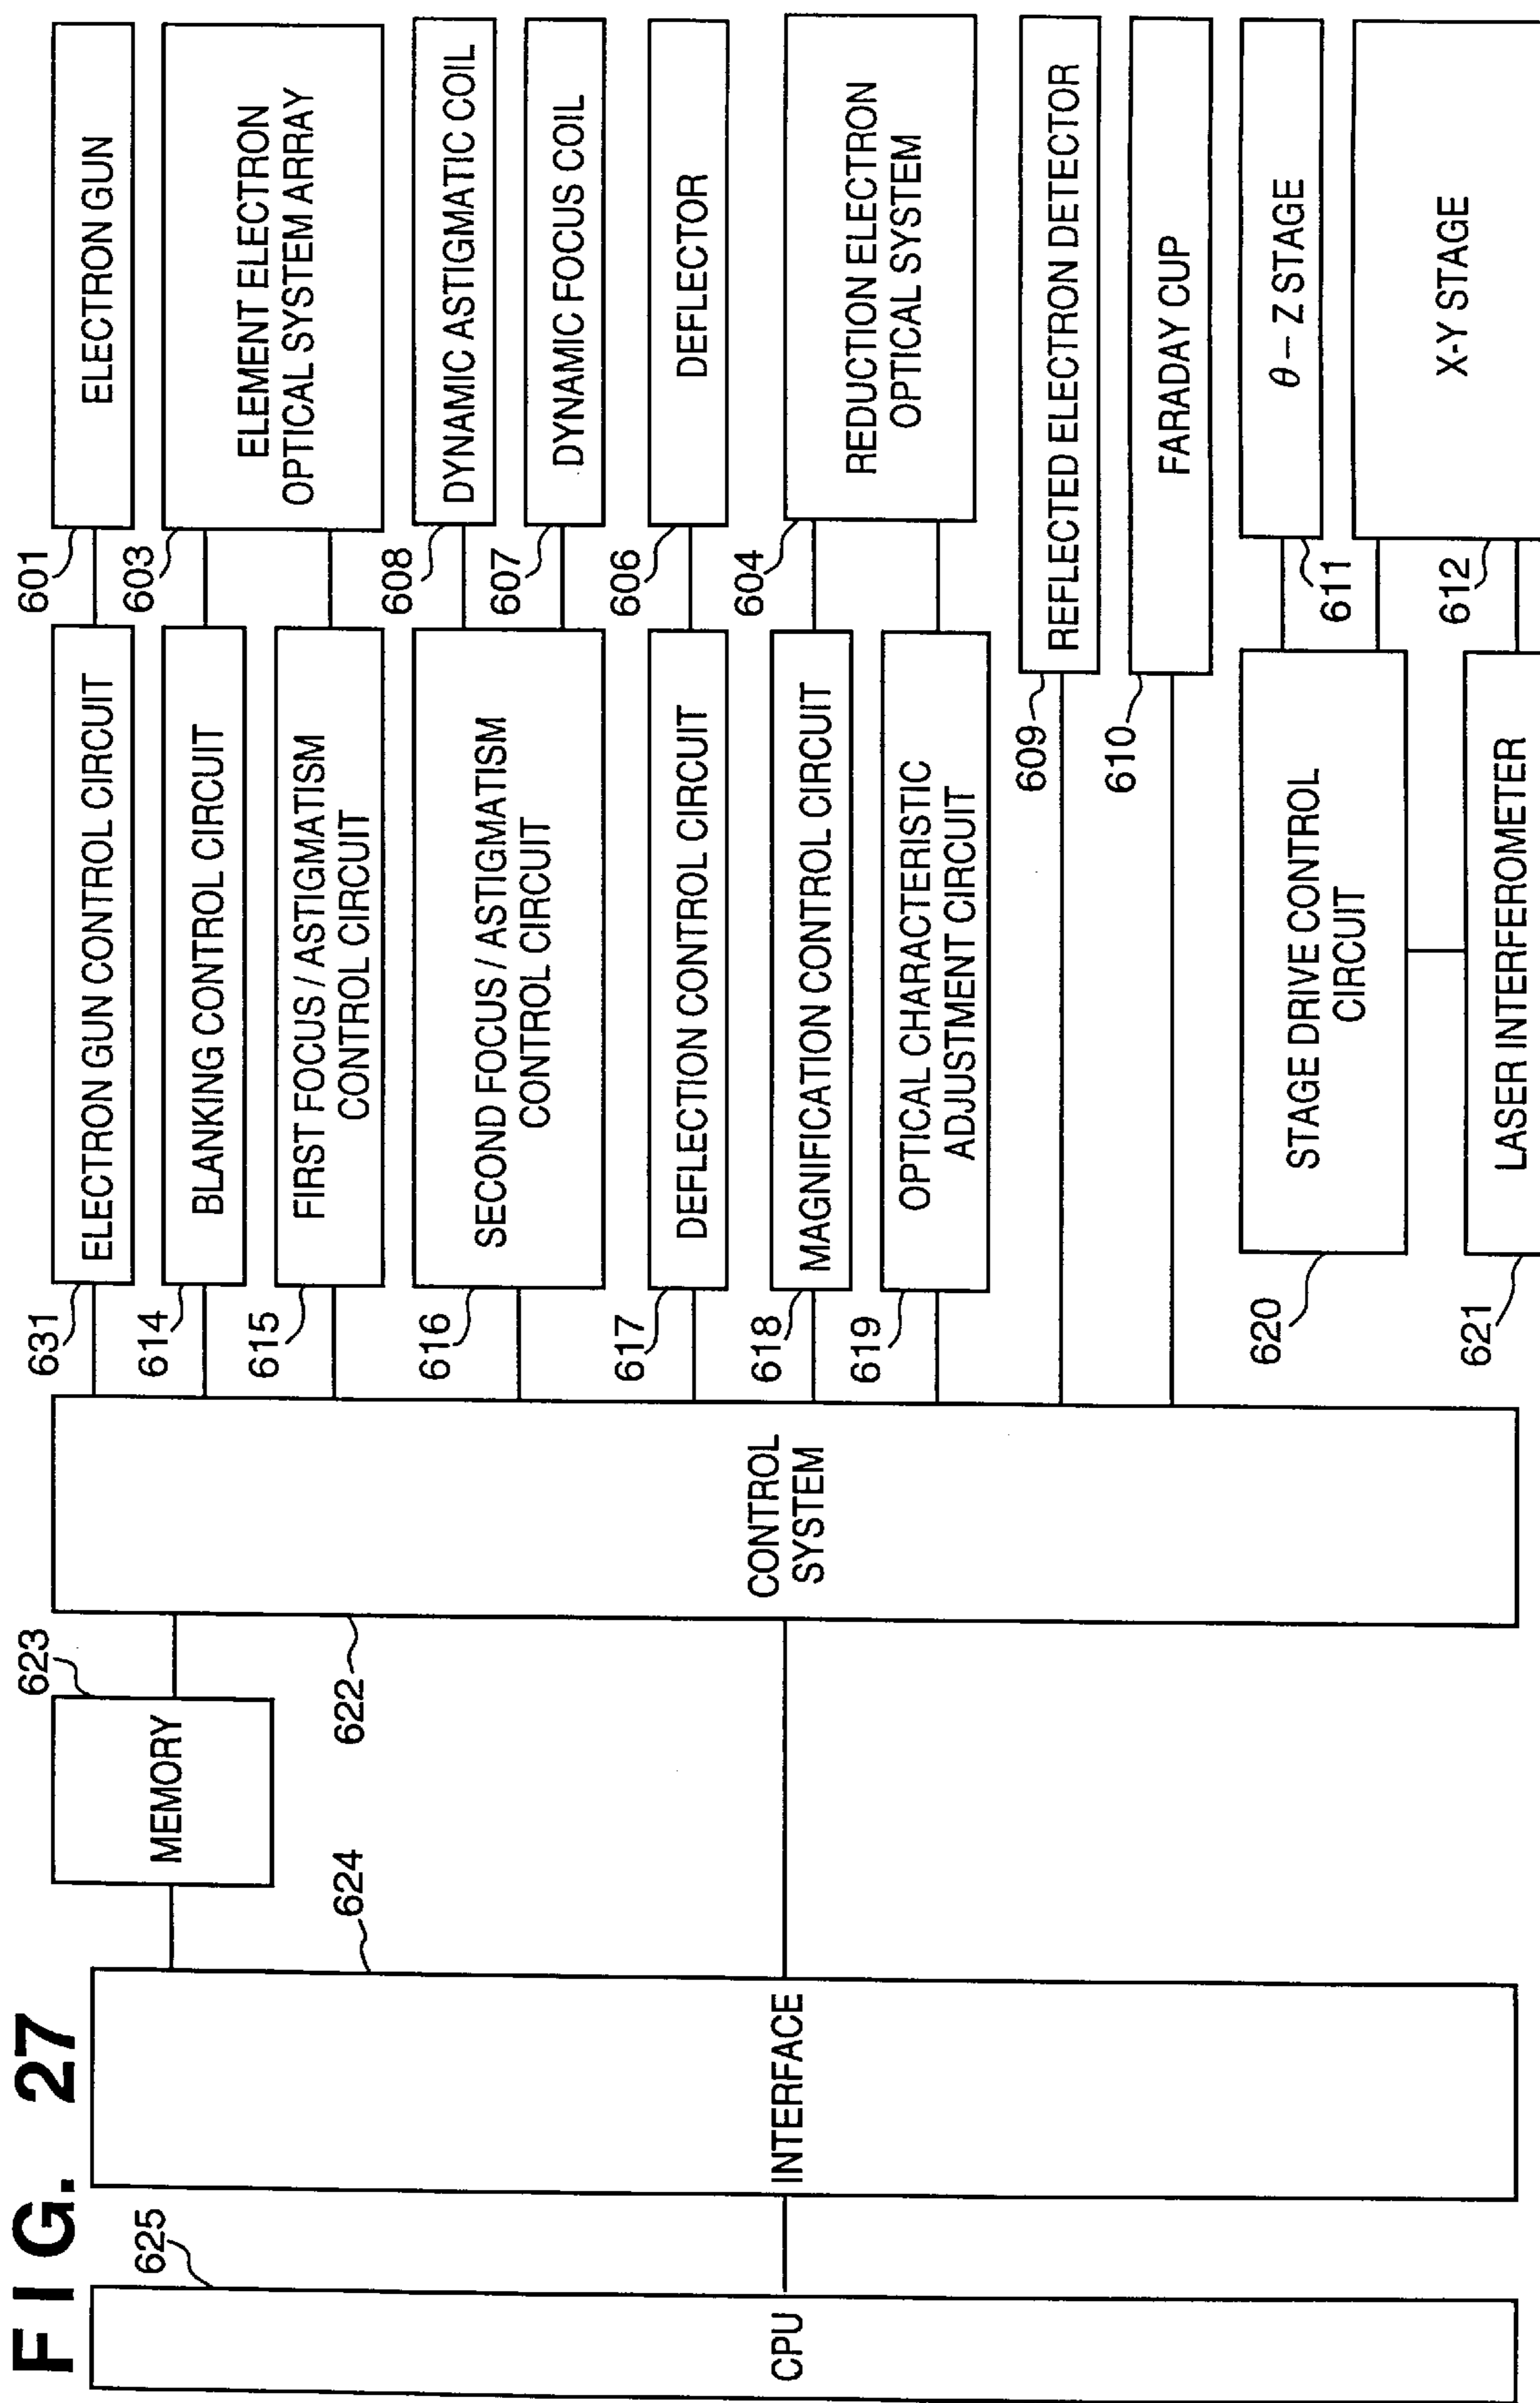 FIG. 27
625
CPU
INTERFACE
624
623
MEMORY
622
CONTROL
SYSTEM
631
ELECTRON GUN CONTROL CIRCUIT
601
ELECTRON GUN
614
BLANKING CONTROL CIRCUIT
603
ELEMENT ELECTRON
OPTICAL SYSTEM ARRAY
615
FIRST FOCUS / ASTIGMATISM
CONTROL CIRCUIT
616
SECOND FOCUS / ASTIGMATISM
CONTROL CIRCUIT
608
DYNAMIC ASTIGMATIC COIL
607
DYNAMIC FOCUS COIL
617
DEFLECTION CONTROL CIRCUIT
606
DEFLECTOR
618
MAGNIFICATION CONTROL CIRCUIT
604
REDUCTION ELECTRON
OPTICAL SYSTEM
619
OPTICAL CHARACTERISTIC
ADJUSTMENT CIRCUIT
609
REFLECTED ELECTRON DETECTOR
610
FARADAY CUP
620
STAGE DRIVE CONTROL
CIRCUIT
611
θ – Z STAGE
612
X-Y STAGE
621
LASER INTERFEROMETER